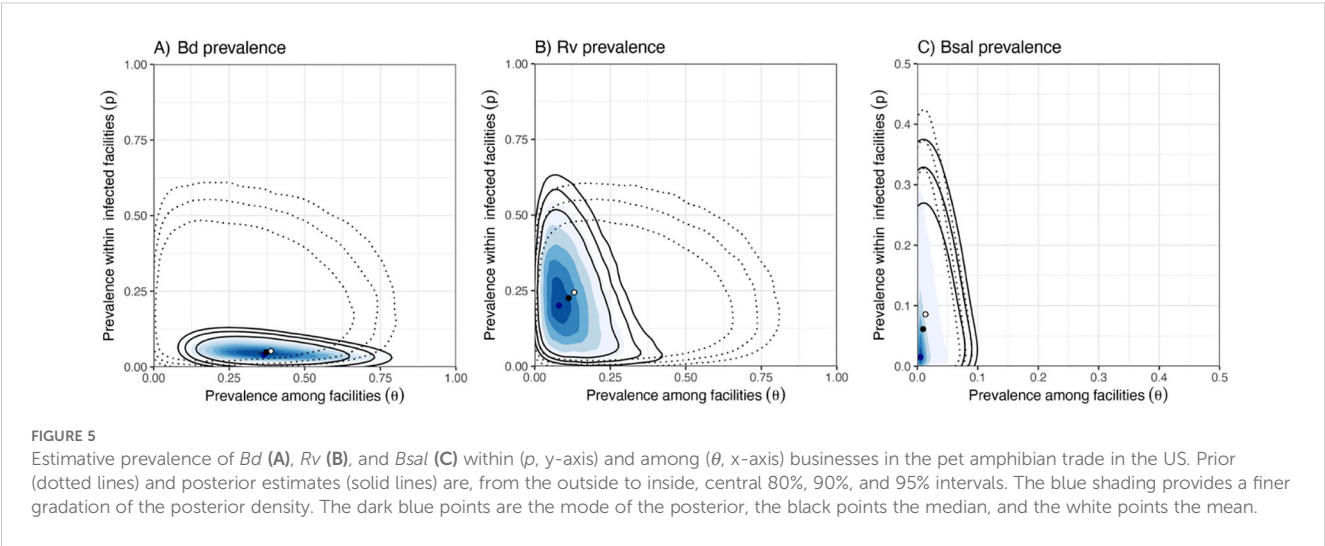 A) Bd prevalence
1.00
0.75
0.50
0.25
0.00
0.00 0.25 0.50 0.75 1.00
Prevalence within infected facilities (p)
Prevalence among facilities (θ)
B) Rv prevalence
1.00
0.75
0.50
0.25
0.00
0.00 0.25 0.50 0.75 1.00
Prevalence within infected facilities (p)
Prevalence among facilities (θ)
C) Bsal prevalence
0.5
0.4
0.3
0.2
0.1
0.0
0.0 0.1 0.2 0.3 0.4 0.5
Prevalence within infected facilities (p)
Prevalence among facilities (θ)
FIGURE 5
Estimative prevalence of Bd (A), Rv (B), and Bsal (C) within (p, y-axis) and among (θ, x-axis) businesses in the pet amphibian trade in the US. Prior
(dotted lines) and posterior estimates (solid lines) are, from the outside to inside, central 80%, 90%, and 95% intervals. The blue shading provides a finer
gradation of the posterior density. The dark blue points are the mode of the posterior, the black points the median, and the white points the mean.